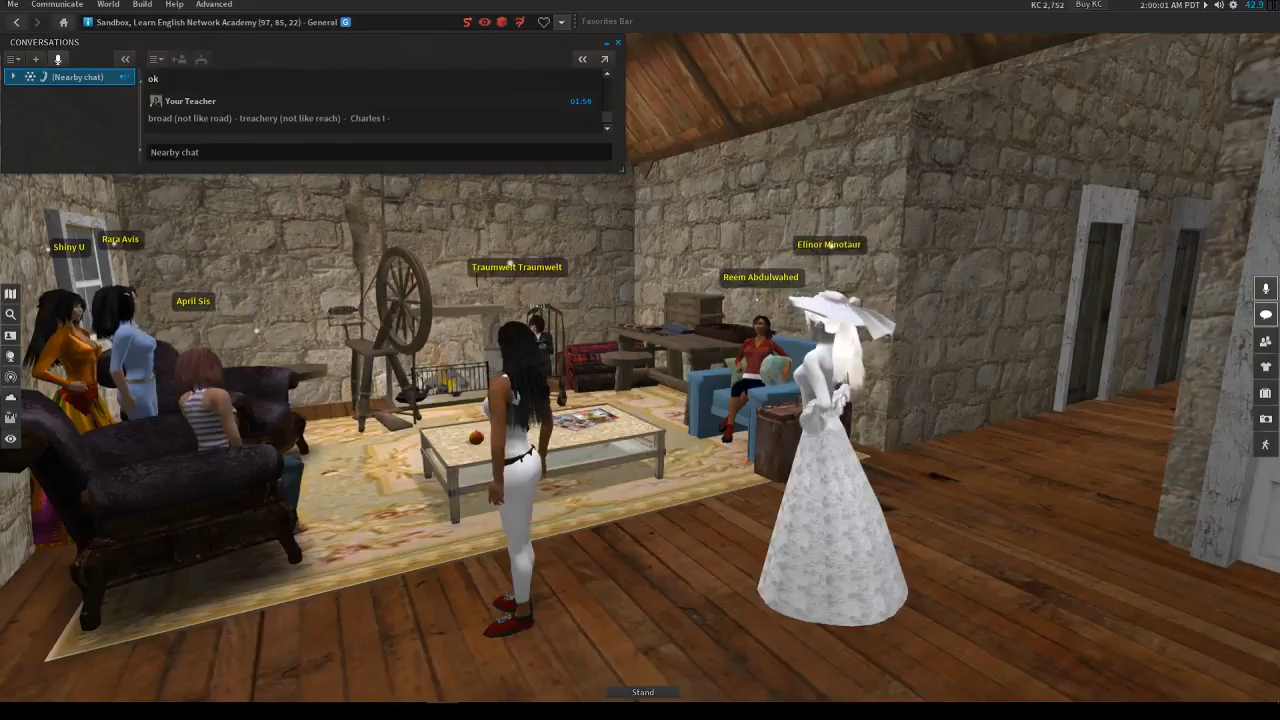 Me Communicate World Build Help Advanced
KC 2,752 Buy KC 2:00:01 AM PDT 42.9
Sandbox, Learn English Network Academy (97, 85, 22) - General G
Favorites Bar
CONVERSATIONS
(Nearby chat)
ok
Your Teacher 01:59
broad (not like road) - treachery (not like reach) - Charles I -
Nearby chat
Shiny U
Rara Avis
Elinor Minotaur
Traumwelt Traumwelt
Reem Abdulwahed
April Sis
Stand